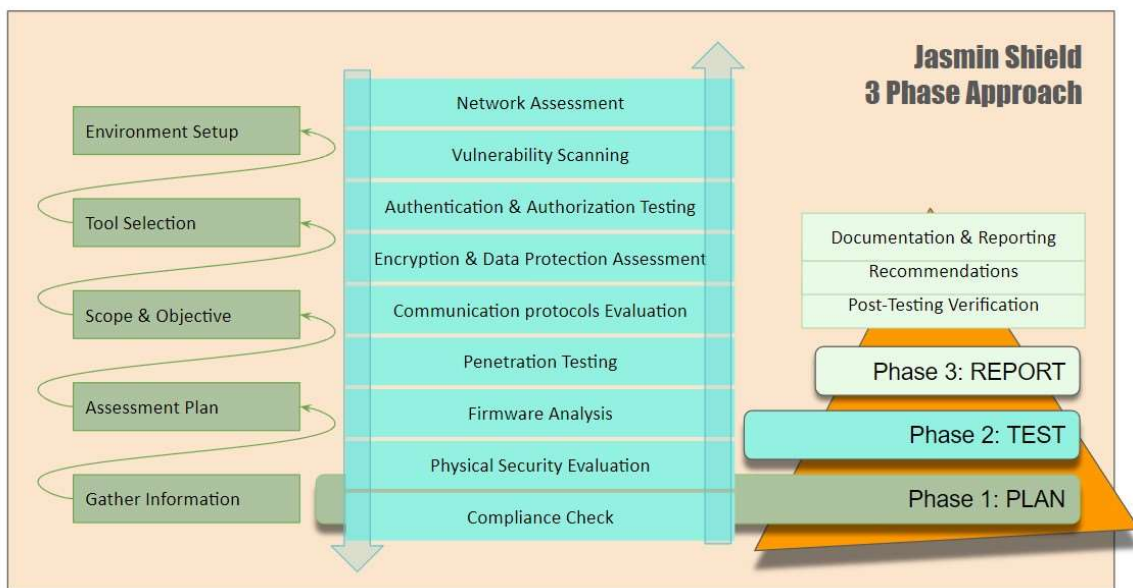 Jasmin Shield
3 Phase Approach
Environment Setup
Tool Selection
Scope & Objective
Assessment Plan
Gather Information
Network Assessment
Vulnerability Scanning
Authentication & Authorization Testing
Encryption & Data Protection Assessment
Communication protocols Evaluation
Penetration Testing
Firmware Analysis
Physical Security Evaluation
Compliance Check
Documentation & Reporting
Recommendations
Post-Testing Verification
Phase 3: REPORT
Phase 2: TEST
Phase 1: PLAN